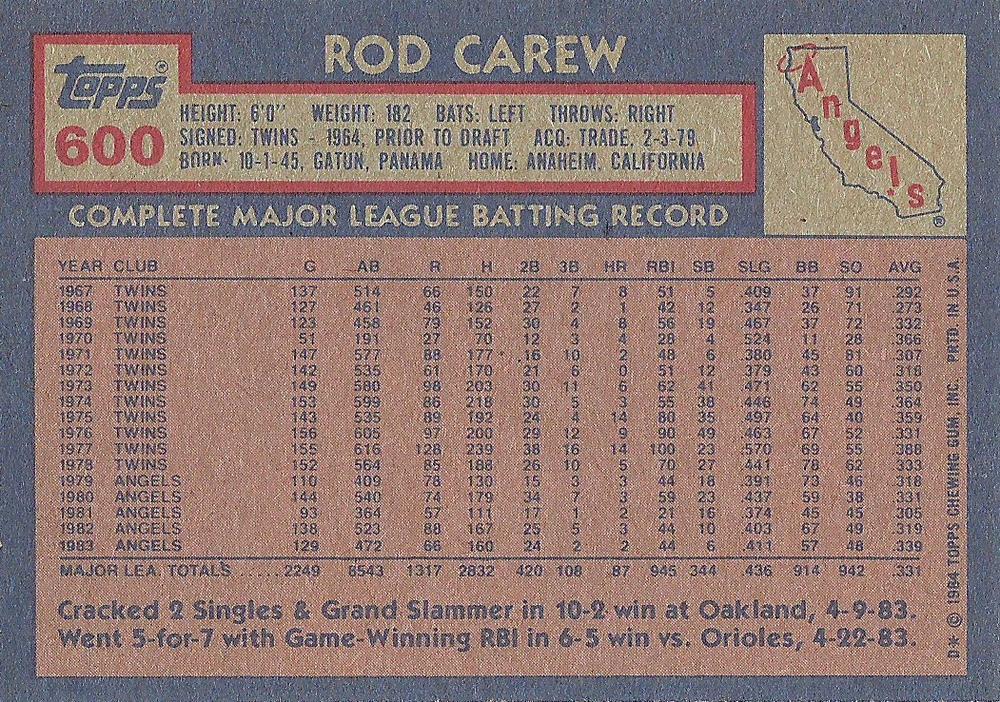 ROD CAREW
Topps®
600
HEIGHT: 6'0" WEIGHT: 182 BATS: LEFT THROWS: RIGHT
SIGNED: TWINS - 1964, PRIOR TO DRAFT ACQ: TRADE, 2-3-79
BORN: 10-1-45, GATUN, PANAMA HOME: ANAHEIM, CALIFORNIA
Angels®
COMPLETE MAJOR LEAGUE BATTING RECORD
YEAR CLUB G AB R H 2B 3B HR RBI SB SLG BB SO AVG
1967 TWINS 137 514 66 150 22 7 8 51 5 .409 37 91 .292
1968 TWINS 127 461 46 126 27 2 1 42 12 .347 26 71 .273
1969 TWINS 123 458 79 152 30 4 8 56 19 .467 37 72 .332
1970 TWINS 51 191 27 70 12 3 4 28 4 .524 11 28 .366
1971 TWINS 147 577 88 177 16 10 2 48 6 .380 45 81 .307
1972 TWINS 142 535 61 170 21 6 0 51 12 .379 43 60 .318
1973 TWINS 149 580 98 203 30 11 6 62 41 .471 62 55 .350
1974 TWINS 153 599 86 218 30 5 3 55 38 .446 74 49 .364
1975 TWINS 143 535 89 192 24 4 14 80 35 .497 64 40 .359
1976 TWINS 156 605 97 200 29 12 9 90 49 .463 67 52 .331
1977 TWINS 155 616 128 239 38 16 14 100 23 .570 69 55 .388
1978 TWINS 152 564 85 188 26 10 5 70 27 .441 78 62 .333
1979 ANGELS 110 409 78 130 15 3 3 44 18 .391 73 46 .318
1980 ANGELS 144 540 74 179 34 7 3 59 23 .437 59 38 .331
1981 ANGELS 93 364 57 111 17 1 2 21 16 .374 45 45 .305
1982 ANGELS 138 523 88 167 25 5 3 44 10 .403 67 49 .319
1983 ANGELS 129 472 66 160 24 2 2 44 6 .411 57 48 .339
MAJOR LEA. TOTALS ...... 2249 8543 1317 2832 420 108 87 945 344 .436 914 942 .331
Cracked 2 Singles & Grand Slammer in 10-2 win at Oakland, 4-9-83.
Went 5-for-7 with Game-Winning RBI in 6-5 win vs. Orioles, 4-22-83.
D* © 1984 TOPPS CHEWING GUM, INC. PRTD. IN U.S.A.